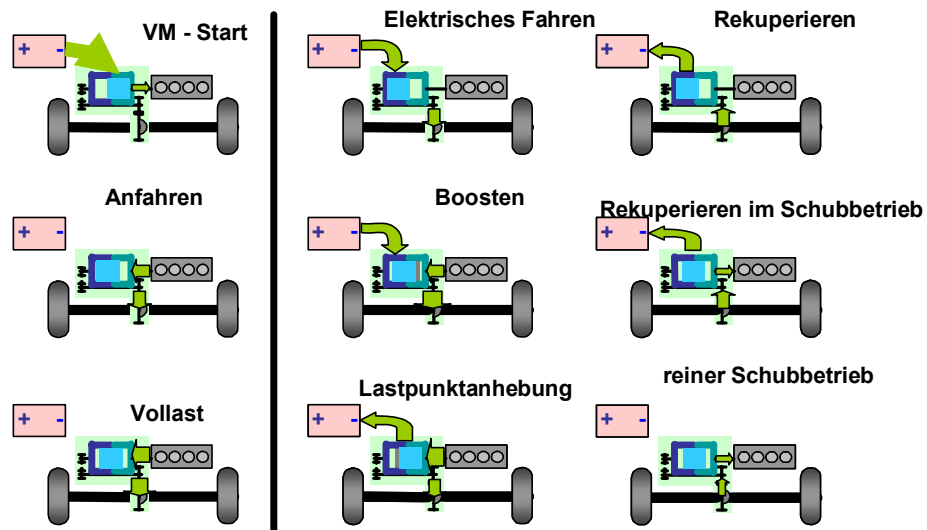 VM - Start
+ -
Anfahren
+ -
Vollast
+ -
Elektrisches Fahren
+ -
Boosten
+ -
Lastpunktanhebung
+ -
Rekuperieren
+ -
Rekuperieren im Schubbetrieb
+ -
reiner Schubbetrieb
+ -